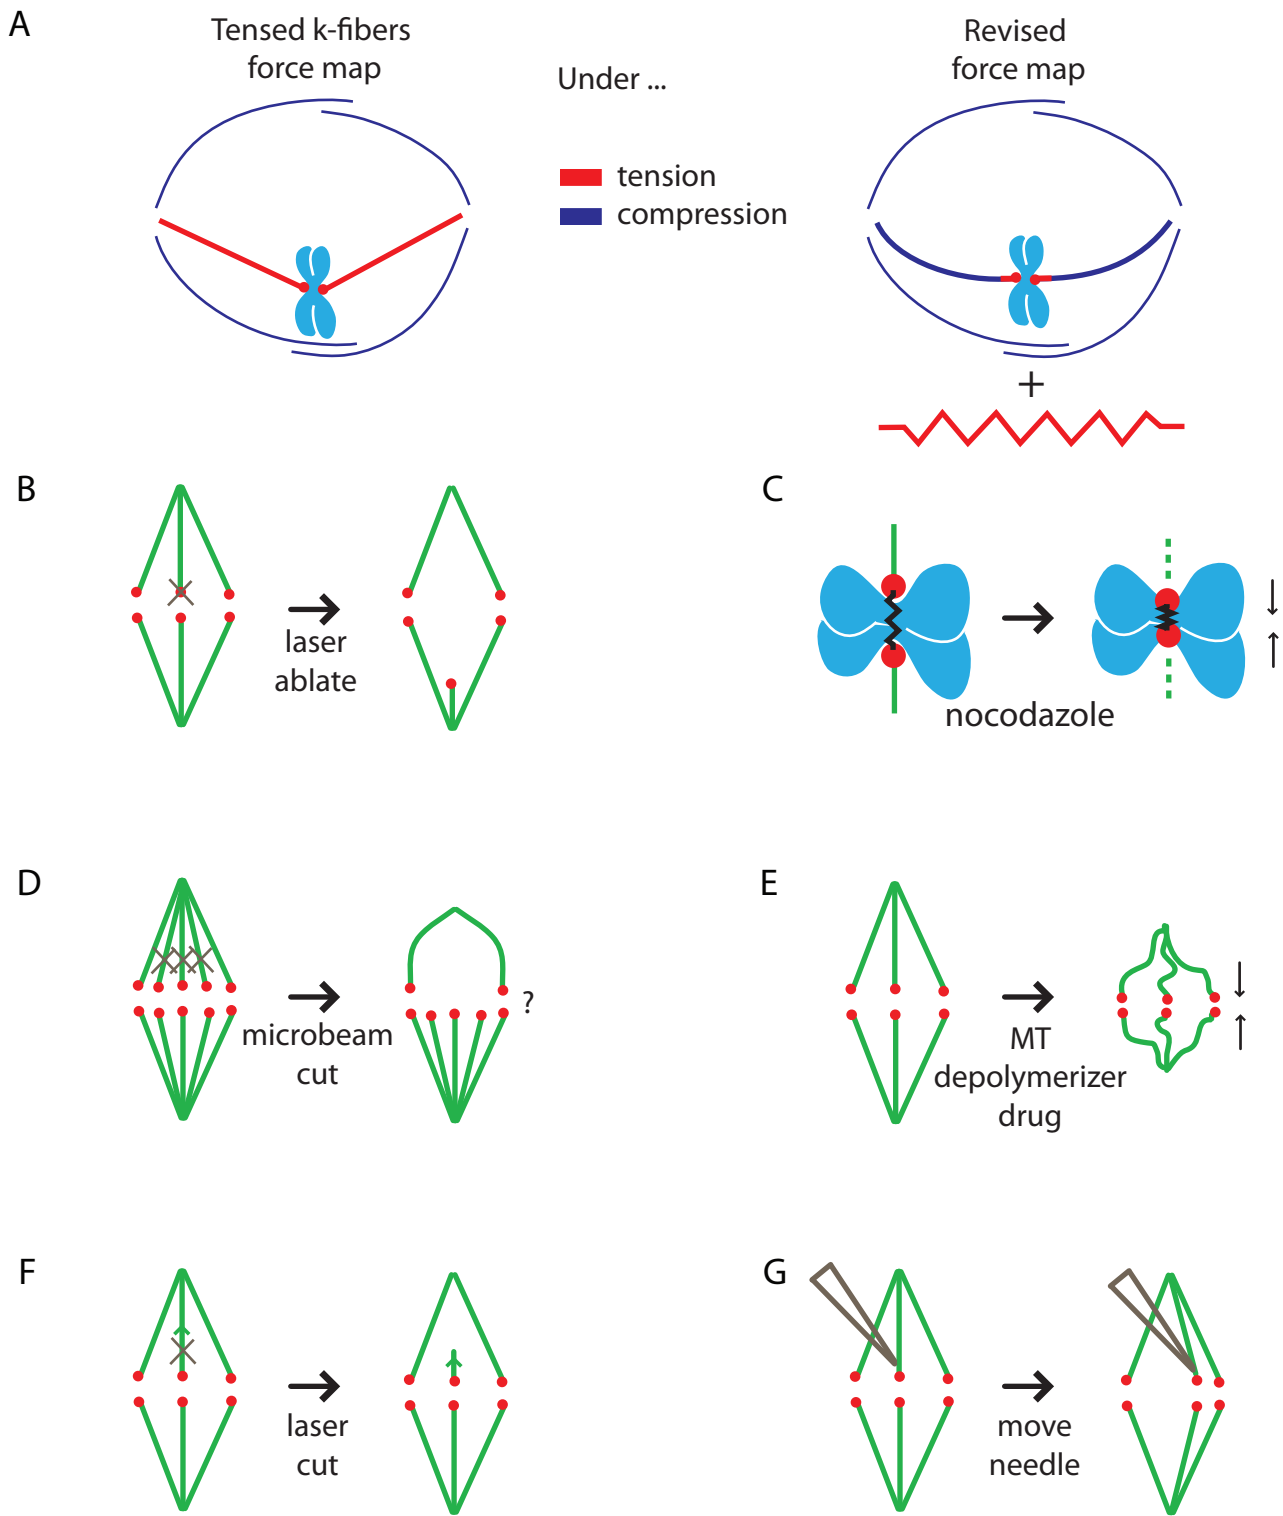 A
Tensed k-fibers
force map
Under ...
tension
compression
Revised
force map
+
B
laser
ablate
C
nocodazole
D
microbeam
cut
?
E
MT
depolymerizer
drug
F
laser
cut
G
move
needle